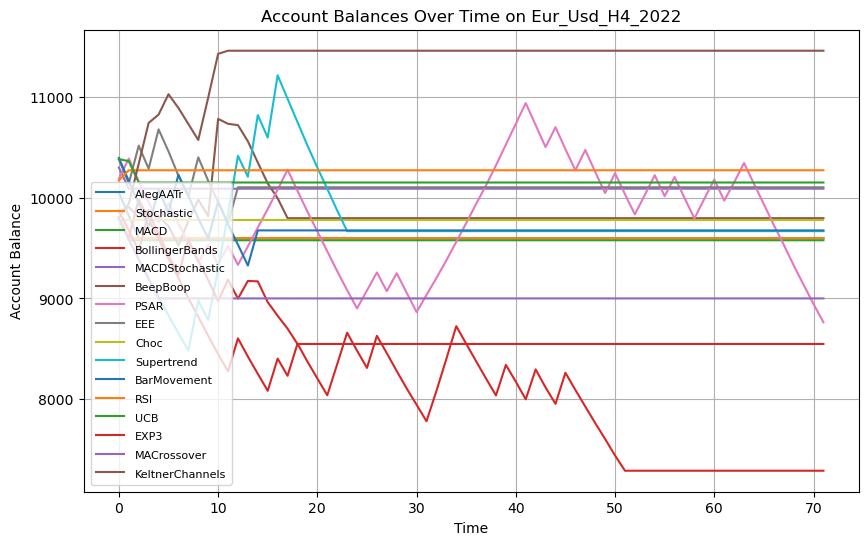 Account Balances Over Time on Eur_Usd_H4_2022
Account Balance
11000
10000
9000
8000
AlegAATr
Stochastic
MACD
BollingerBands
MACDStochastic
BeepBoop
PSAR
EEE
Choc
Supertrend
BarMovement
RSI
UCB
EXP3
MACrossover
KeltnerChannels
0 10 20 30 40 50 60 70
Time